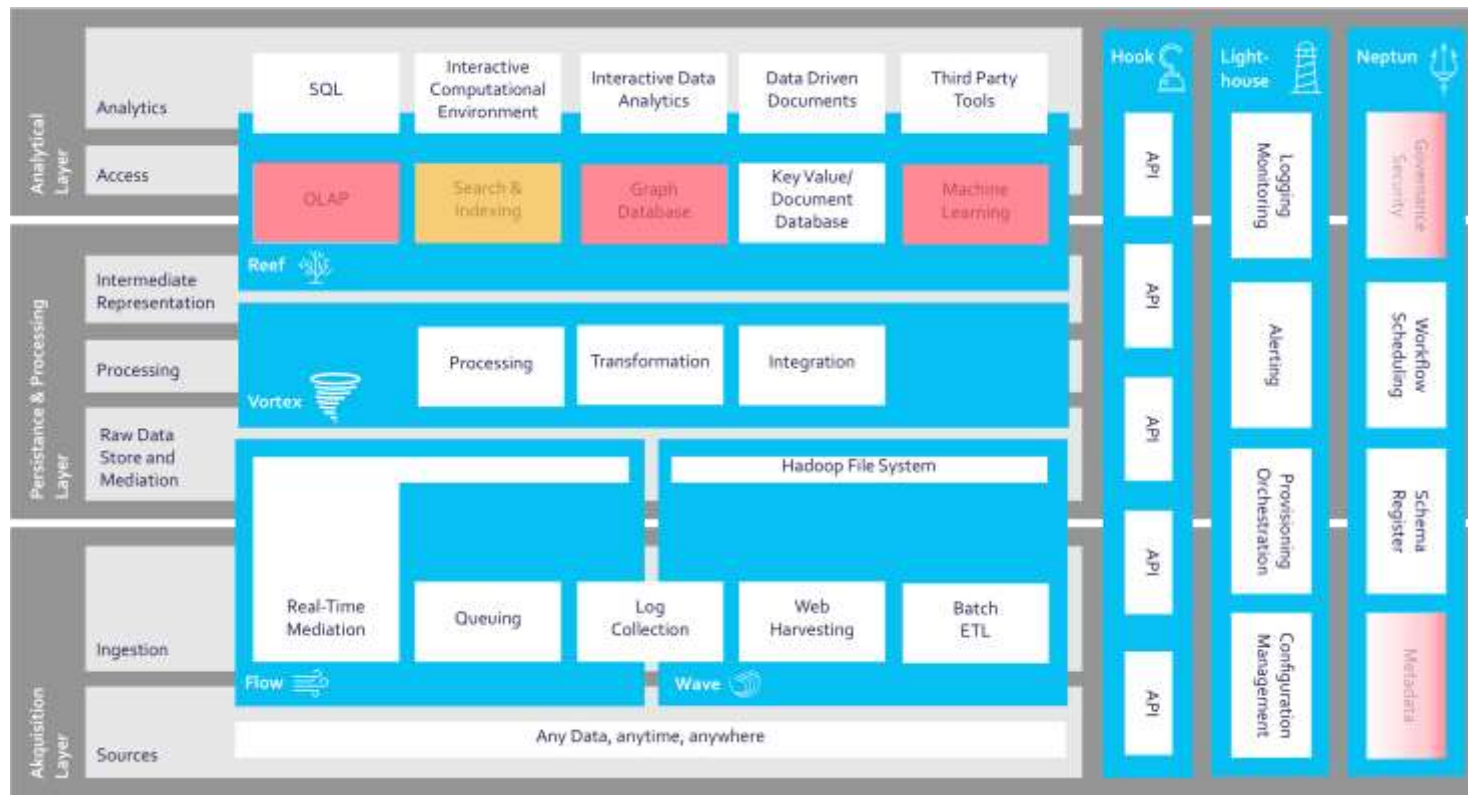 Analytical
Layer
Analytics
SQL
Interactive
Computational
Environment
Interactive Data
Analytics
Data Driven
Documents
Third Party
Tools
Access
OLAP
Search &
Indexing
Graph
Database
Key Value/
Document
Database
Machine
Learning
Reef
Persistance & Processing
Layer
Intermediate
Representation
Processing
Processing
Transformation
Integration
Vortex
Raw Data
Store and
Mediation
Hadoop File System
Akquisition
Layer
Ingestion
Real-Time
Mediation
Queuing
Log
Collection
Web
Harvesting
Batch
ETL
Flow
Wave
Sources
Any Data, anytime, anywhere
Hook
API
API
API
API
API
Light-
house
Logging
Monitoring
Alerting
Provisioning
Orchestration
Configuration
Management
Neptun
Governance
Security
Workflow
Scheduling
Schema
Register
Metadata